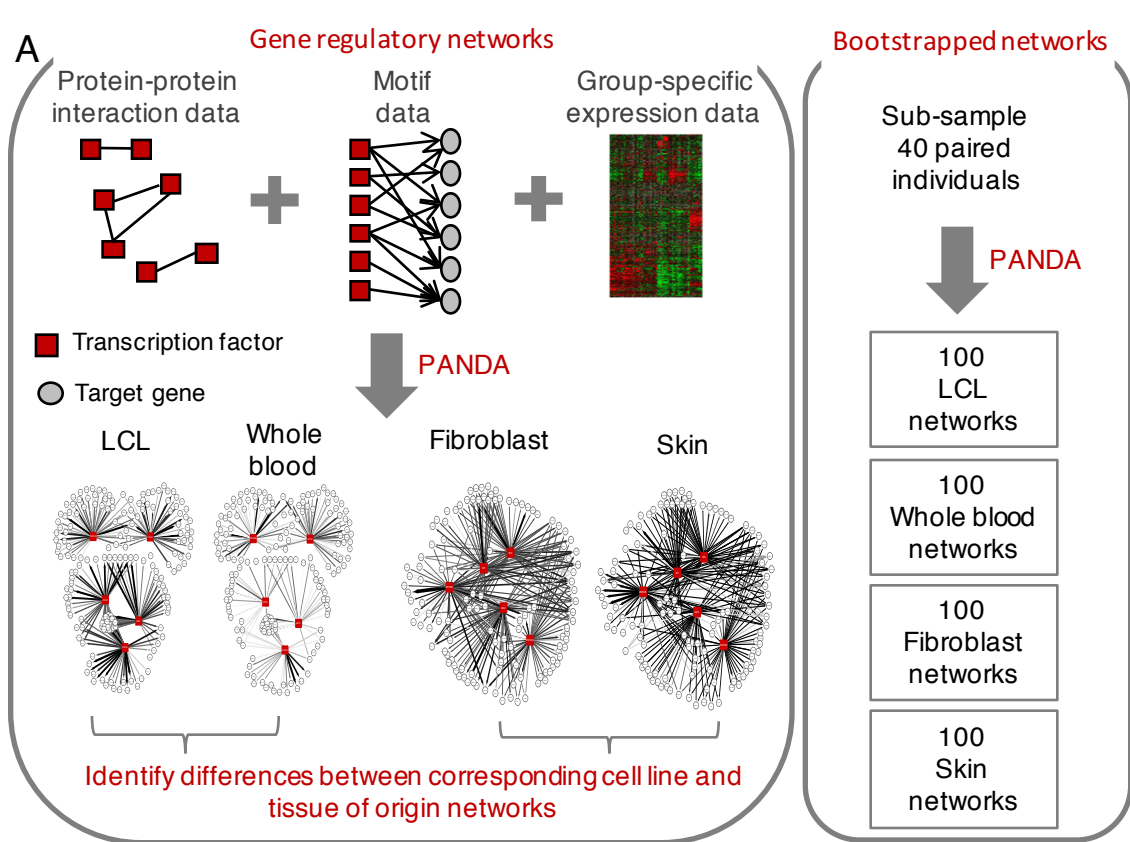 A
Gene regulatory networks
Protein-protein
interaction data
Motif
data
Group-specific
expression data
Transcription factor
Target gene
PANDA
LCL
Whole
blood
Fibroblast
Skin
Identify differences between corresponding cell line and
tissue of origin networks
Bootstrapped networks
Sub-sample
40 paired
individuals
PANDA
100
LCL
networks
100
Whole blood
networks
100
Fibroblast
networks
100
Skin
networks